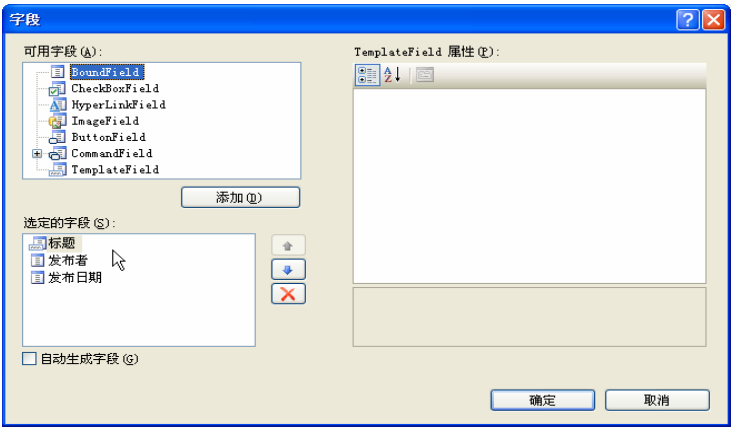 字段
可用字段(A):
BoundField
CheckBoxField
HyperLinkField
ImageField
ButtonField
CommandField
TemplateField
添加(D)
选定的字段(S):
标题
发布者
发布日期
自动生成字段(G)
TemplateField 属性(P):
确定
取消